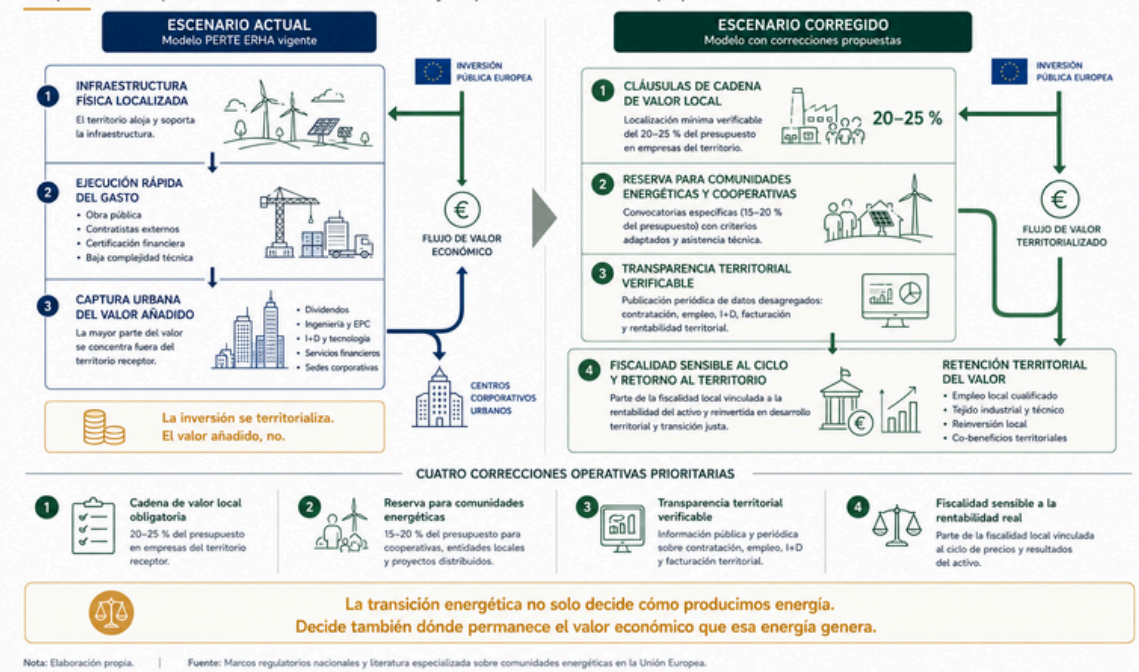 ESCENARIO ACTUAL
Modelo PERTE ERHA vigente
INVERSIÓN
PÚBLICA EUROPEA
1
INFRAESTRUCTURA
FÍSICA LOCALIZADA
El territorio aloja y soporta
la infraestructura.
2
EJECUCIÓN RÁPIDA
DEL GASTO
• Obra pública
• Contratistas externos
• Certificación financiera
• Baja complejidad técnica
€
FLUJO DE VALOR
ECONÓMICO
3
CAPTURA URBANA
DEL VALOR AÑADIDO
La mayor parte del valor
se concentra fuera del
territorio receptor.
• Dividendos
• Ingeniería y EPC
• I+D y tecnología
• Servicios financieros
• Sedes corporativas
CENTROS
CORPORATIVOS
URBANOS
La inversión se territorializa.
El valor añadido, no.
ESCENARIO CORREGIDO
Modelo con correcciones propuestas
INVERSIÓN
PÚBLICA EUROPEA
1
CLÁUSULAS DE CADENA
DE VALOR LOCAL
Localización mínima verificable
del 20–25 % del presupuesto
en empresas del territorio.
20–25 %
2
RESERVA PARA COMUNIDADES
ENERGÉTICAS Y COOPERATIVAS
Convocatorias específicas (15–20 %
del presupuesto) con criterios
adaptados y asistencia técnica.
€
FLUJO DE VALOR
TERRITORIALIZADO
3
TRANSPARENCIA TERRITORIAL
VERIFICABLE
Publicación periódica de datos desagregados:
contratación, empleo, I+D, facturación
y rentabilidad territorial.
4
FISCALIDAD SENSIBLE AL CICLO
Y RETORNO AL TERRITORIO
Parte de la fiscalidad local vinculada a la
rentabilidad del activo y reinvertida en desarrollo
territorial y transición justa.
€
RETENCIÓN TERRITORIAL
DEL VALOR
• Empleo local cualificado
• Tejido industrial y técnico
• Reinversión local
• Co-beneficios territoriales
CUATRO CORRECCIONES OPERATIVAS PRIORITARIAS
1
Cadena de valor local
obligatoria
20–25 % del presupuesto
en empresas del territorio
receptor.
2
Reserva para comunidades
energéticas
15–20 % del presupuesto para
cooperativas, entidades locales
y proyectos distribuidos.
3
Transparencia territorial
verificable
Información pública y periódica
sobre contratación, empleo, I+D
y facturación territorial.
4
Fiscalidad sensible a la
rentabilidad real
Parte de la fiscalidad local vinculada
al ciclo de precios y resultados
del activo.
La transición energética no solo decide cómo producimos energía.
Decide también dónde permanece el valor económico que esa energía genera.
Nota: Elaboración propia. | Fuente: Marcos regulatorios nacionales y literatura especializada sobre comunidades energéticas en la Unión Europea.